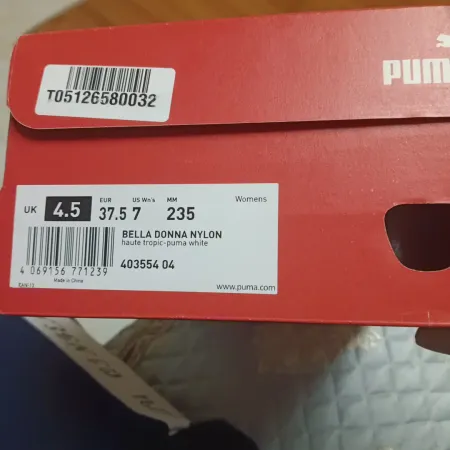 PUM
T05126580032
UK 4.5 EUR 37.5 US Wn's 7 MM 235 Womens
BELLA DONNA NYLON
haute tropic-puma white
403554 04
4 069156 771239
Made in China
www.puma.com